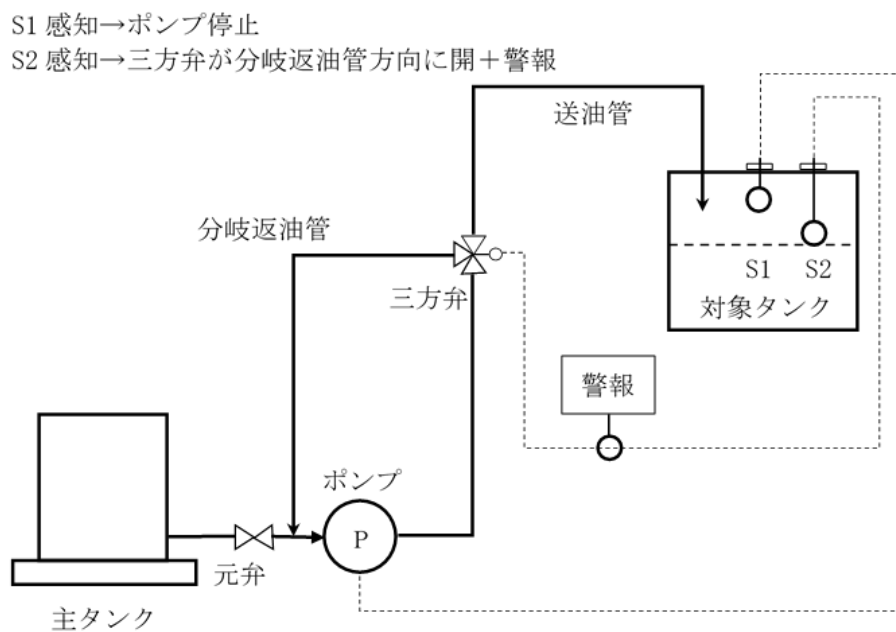 S1 感知→ポンプ停止
S2 感知→三方弁が分岐返油管方向に開＋警報
送油管
分岐返油管
三方弁
S1 S2
対象タンク
警報
ポンプ
P
元弁
主タンク